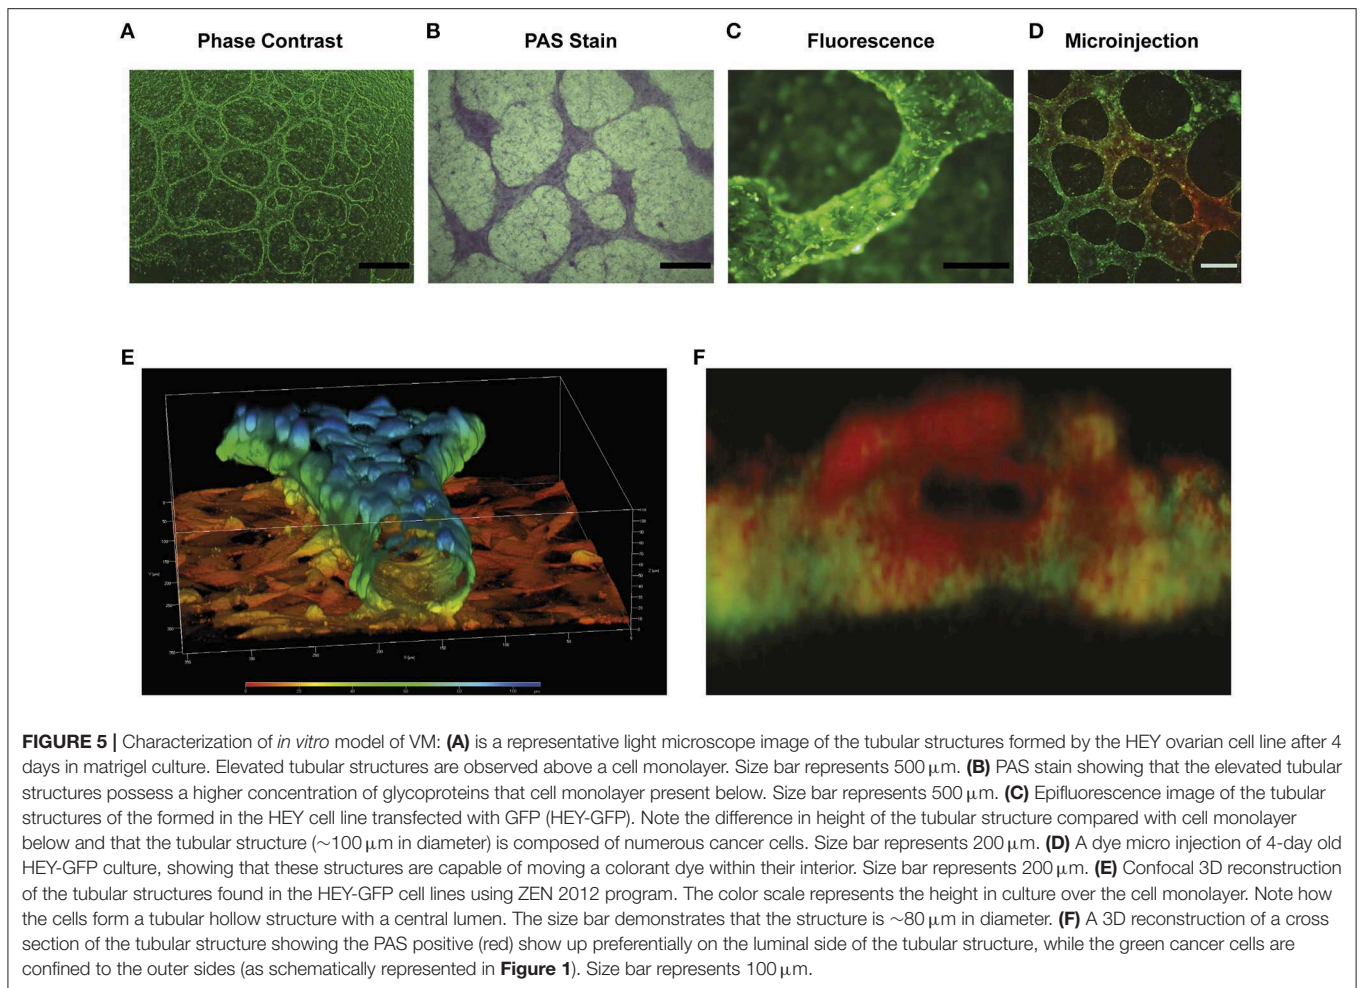 A Phase Contrast B PAS Stain C Fluorescence D Microinjection
E F
FIGURE 5 | Characterization of in vitro model of VM: (A) is a representative light microscope image of the tubular structures formed by the HEY ovarian cell line after 4
days in matrigel culture. Elevated tubular structures are observed above a cell monolayer. Size bar represents 500 μm. (B) PAS stain showing that the elevated tubular
structures possess a higher concentration of glycoproteins that cell monolayer present below. Size bar represents 500 μm. (C) Epifluorescence image of the tubular
structures of the formed in the HEY cell line transfected with GFP (HEY-GFP). Note the difference in height of the tubular structure compared with cell monolayer
below and that the tubular structure (∼100 μm in diameter) is composed of numerous cancer cells. Size bar represents 200 μm. (D) A dye micro injection of 4-day old
HEY-GFP culture, showing that these structures are capable of moving a colorant dye within their interior. Size bar represents 200 μm. (E) Confocal 3D reconstruction
of the tubular structures found in the HEY-GFP cell lines using ZEN 2012 program. The color scale represents the height in culture over the cell monolayer. Note how
the cells form a tubular hollow structure with a central lumen. The size bar demonstrates that the structure is ∼80 μm in diameter. (F) A 3D reconstruction of a cross
section of the tubular structure showing the PAS positive (red) show up preferentially on the luminal side of the tubular structure, while the green cancer cells are
confined to the outer sides (as schematically represented in Figure 1). Size bar represents 100 μm.